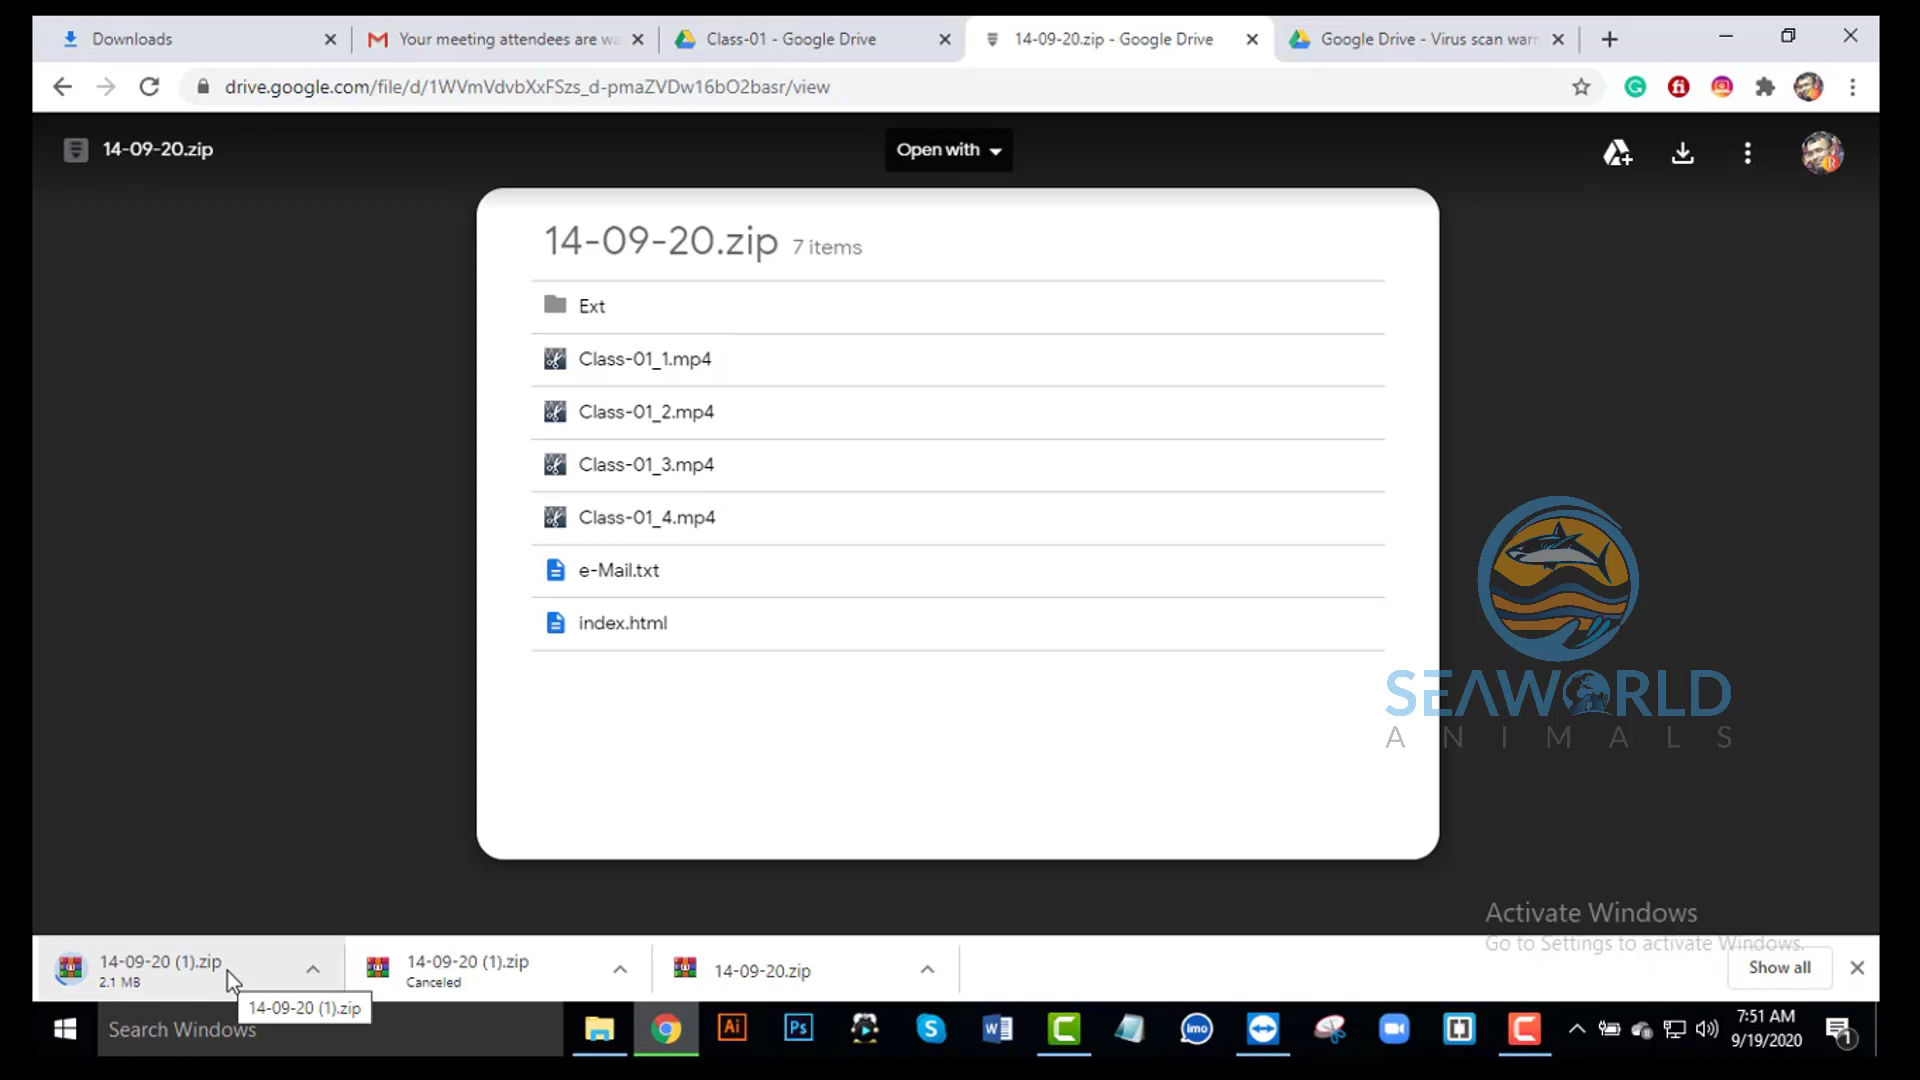 Downloads
Your meeting attendees are wa
Class-01 - Google Drive
14-09-20.zip - Google Drive
Google Drive - Virus scan warn
drive.google.com/file/d/1WVmVdvbXxFSzs_d-pmaZVDw16bO2basr/view
14-09-20.zip
Open with
14-09-20.zip 7 items
Ext
Class-01_1.mp4
Class-01_2.mp4
Class-01_3.mp4
Class-01_4.mp4
e-Mail.txt
index.html
SEAWORLD
ANIMALS
Activate Windows
Go to Settings to activate Windows.
14-09-20 (1).zip
2.1 MB
14-09-20 (1).zip
Canceled
14-09-20.zip
Show all
14-09-20 (1).zip
Search Windows
Ai
Ps
imo
7:51 AM
9/19/2020
1